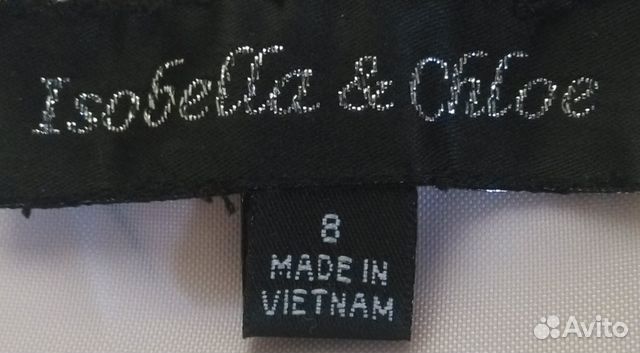 Isobella & Chloe
8
MADE IN
VIETNAM
Avito